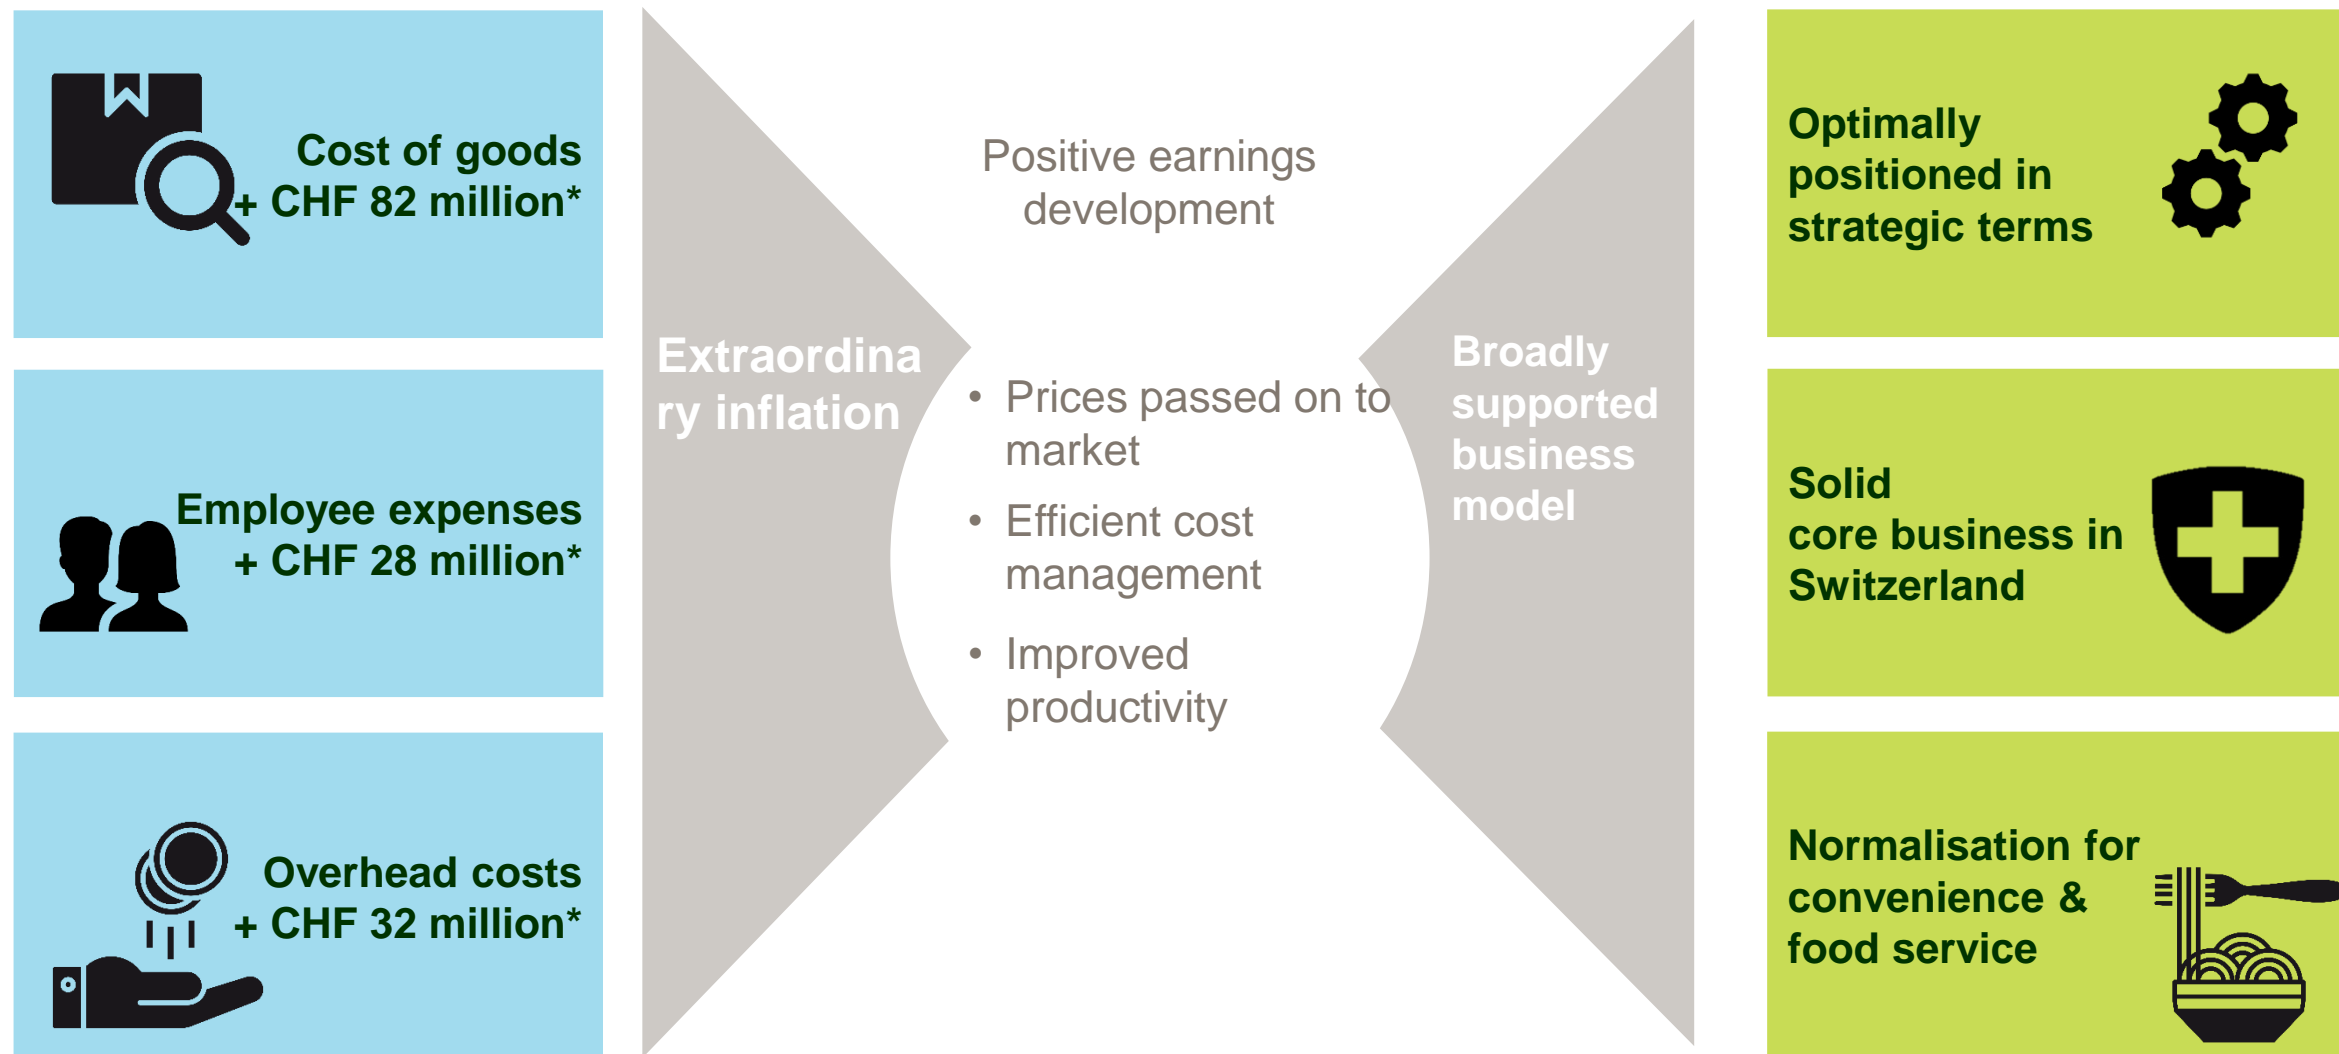 Cost of goods
+ CHF 82 million*
Employee expenses
+ CHF 28 million*
Overhead costs
+ CHF 32 million*
Extraordina
ry inflation
Positive earnings
development
• Prices passed on to
market
• Efficient cost
management
• Improved
productivity
Broadly
supported
business
model
Optimally
positioned in
strategic terms
Solid
core business in
Switzerland
Normalisation for
convenience &
food service